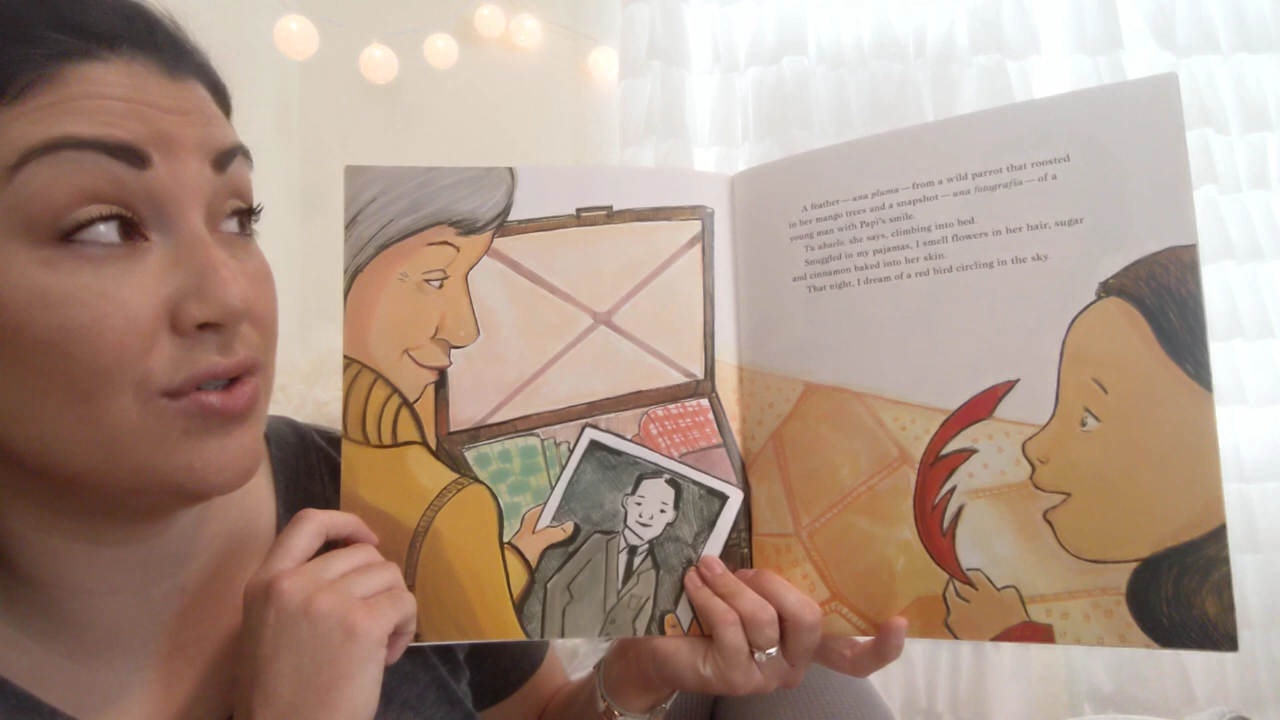 A feather—una pluma—from a wild parrot that roosted
in her mango trees and a snapshot—una fotografía—of a
young man with Papi's smile.
Tu abuelo, she says, climbing into bed.
Snuggled in my pajamas, I smell flowers in her hair, sugar
and cinnamon baked into her skin.
That night, I dream of a red bird circling in the sky.